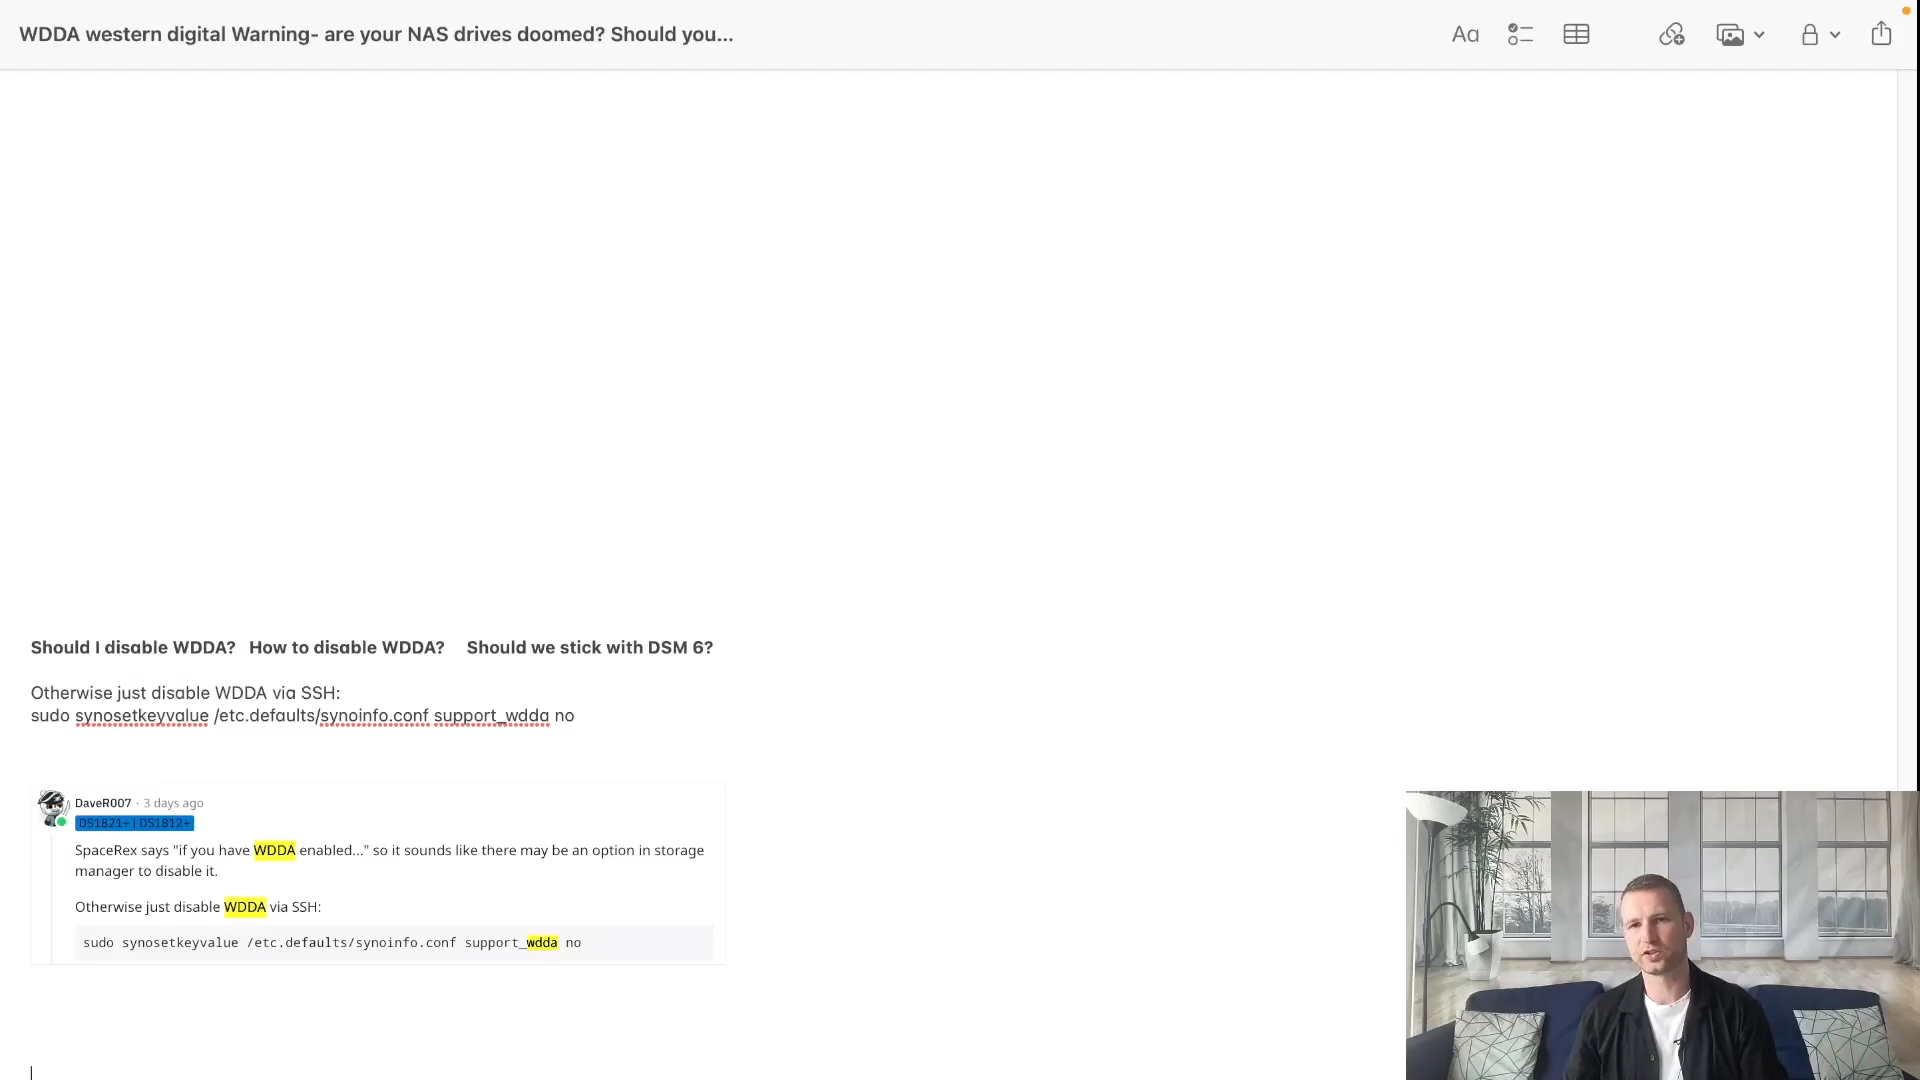 WDDA western digital Warning- are your NAS drives doomed? Should you...
Aa
Should I disable WDDA? How to disable WDDA? Should we stick with DSM 6?
Otherwise just disable WDDA via SSH:
sudo synosetkeyvalue /etc.defaults/synoinfo.conf support_wdda no
DaveR007 · 3 days ago
DS1821+ | DS1812+
SpaceRex says "if you have WDDA enabled..." so it sounds like there may be an option in storage
manager to disable it.
Otherwise just disable WDDA via SSH:
sudo synosetkeyvalue /etc.defaults/synoinfo.conf support_wdda no